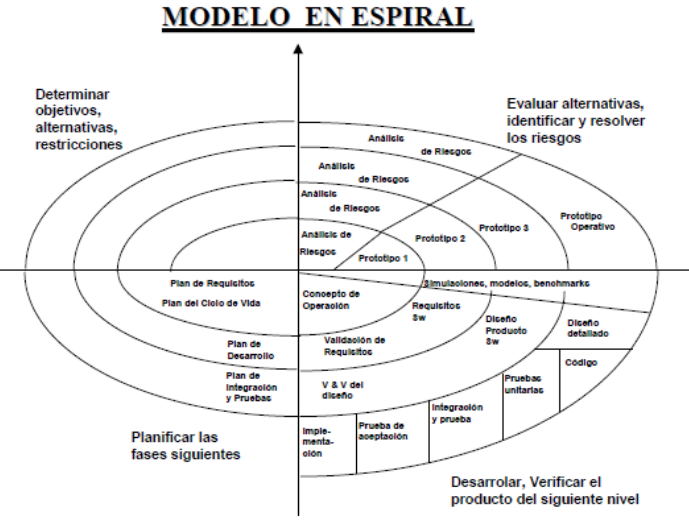 MODELO EN ESPIRAL
Determinar
objetivos,
alternativas,
restricciones
Evaluar alternativas,
identificar y resolver
los riesgos
Análisis
de Riesgos
Análisis
de Riesgos
Análisis
de Riesgos
Análisis de
Riesgos
Prototipo 1
Prototipo 2
Prototipo 3
Prototipo
Operativo
Simulaciones, modelos, benchmarks
Plan de Requisitos
Plan del Ciclo de Vida
Concepto de
Operación
Requisitos
Sw
Diseño
Producto
Sw
Diseño
detallado
Plan de
Desarrollo
Validación de
Requisitos
Código
Plan de
Integración
y Pruebas
V & V del
diseño
Pruebas
unitarias
Integración
y prueba
Prueba de
aceptación
Imple-
menta-
ción
Planificar las
fases siguientes
Desarrolar, Verificar el
producto del siguiente nivel